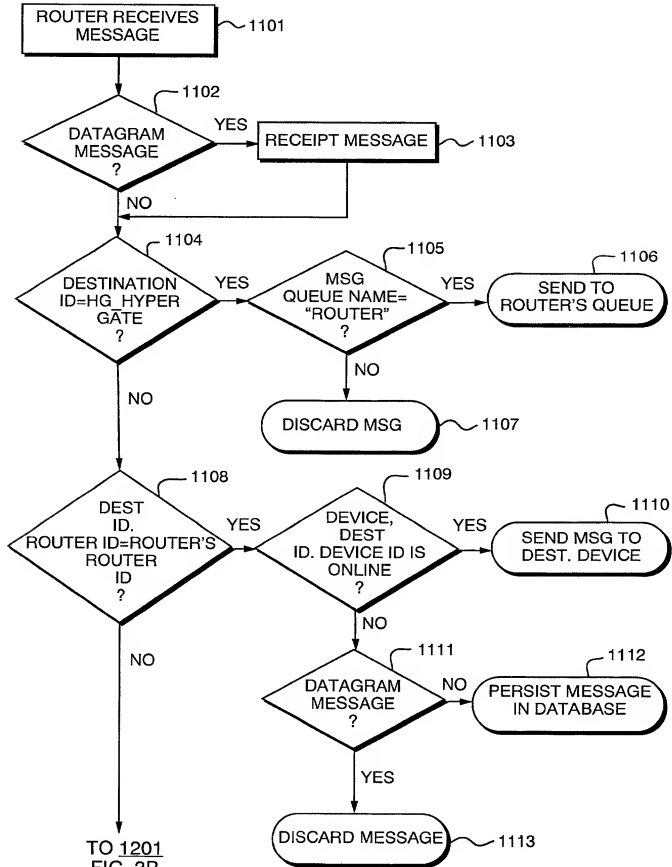 ROUTER RECEIVES
MESSAGE
1101
1102
DATAGRAM
MESSAGE
?
YES
RECEIPT MESSAGE
1103
NO
1104
DESTINATION
ID=HG_HYPER
GATE
?
YES
1105
MSG
QUEUE NAME=
"ROUTER"
?
YES
1106
SEND TO
ROUTER'S QUEUE
NO
DISCARD MSG
1107
NO
1108
DEST
ID.
ROUTER ID=ROUTER'S
ROUTER
ID
?
YES
1109
DEVICE,
DEST
ID. DEVICE ID IS
ONLINE
?
YES
1110
SEND MSG TO
DEST. DEVICE
NO
1111
DATAGRAM
MESSAGE
?
NO
1112
PERSIST MESSAGE
IN DATABASE
YES
DISCARD MESSAGE
1113
NO
TO 1201
FIG. 2B